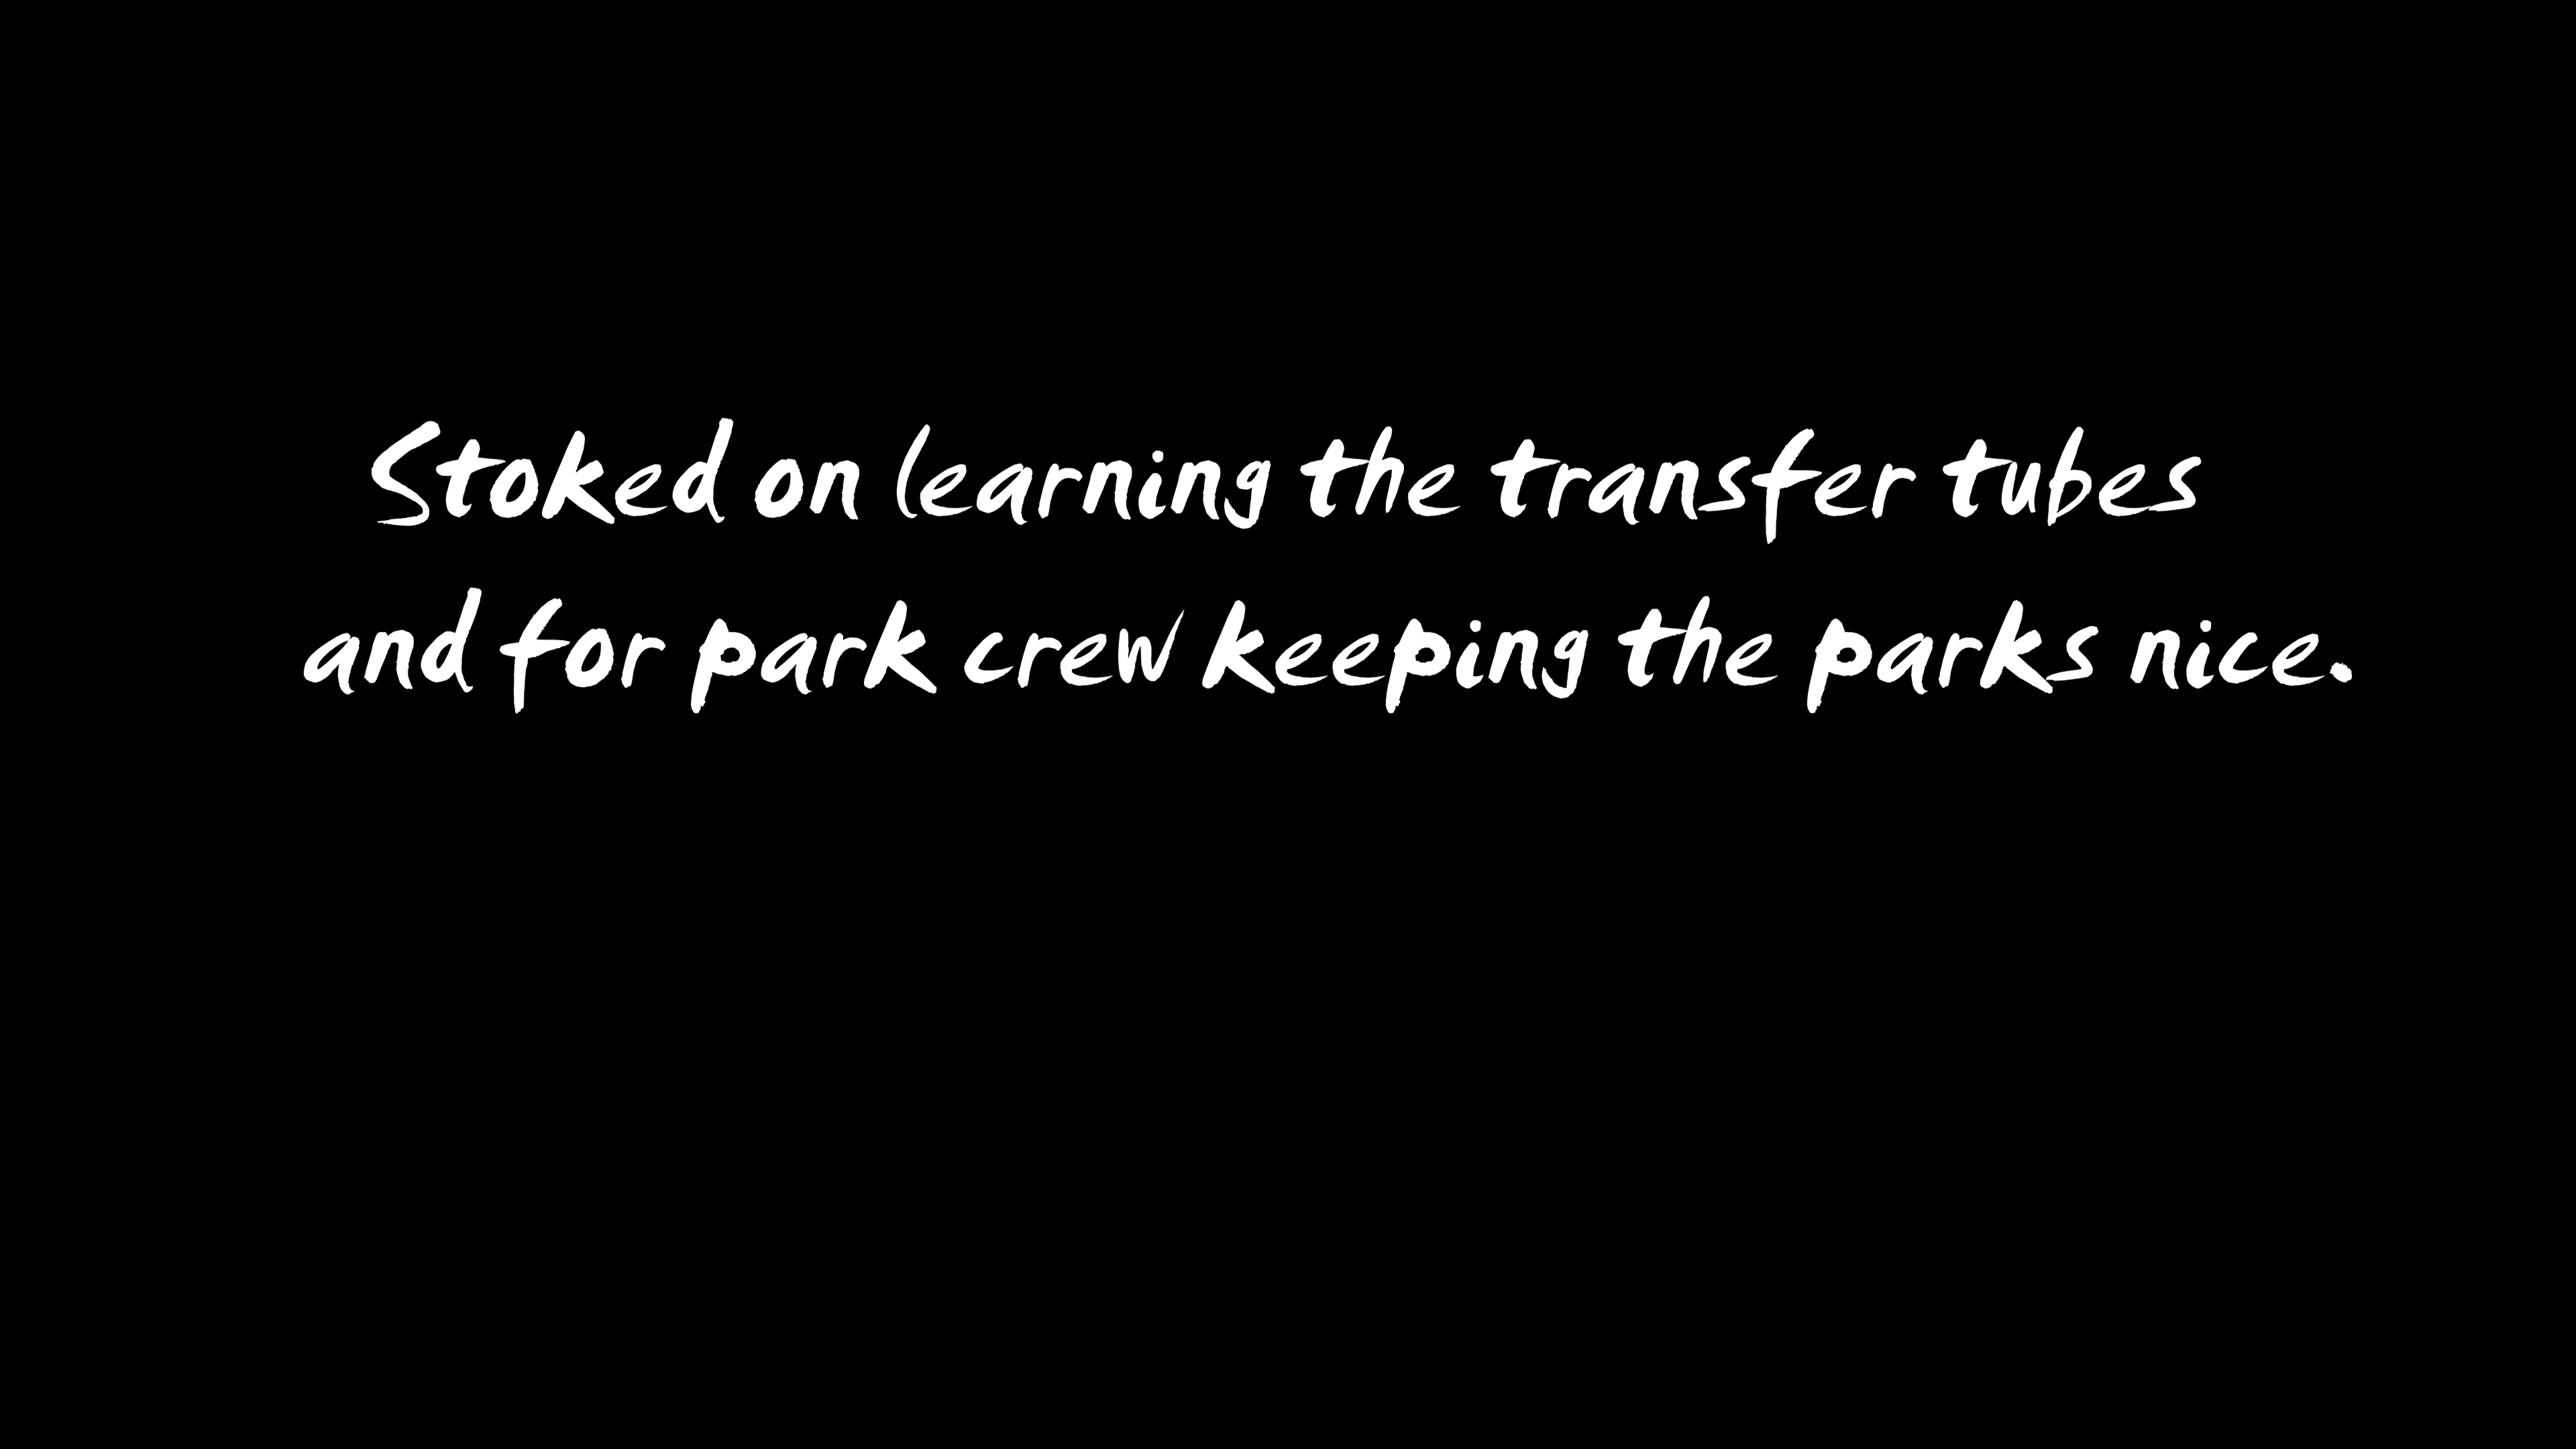 Stoked on learning the transfer tubes
and for park crew keeping the parks nice.